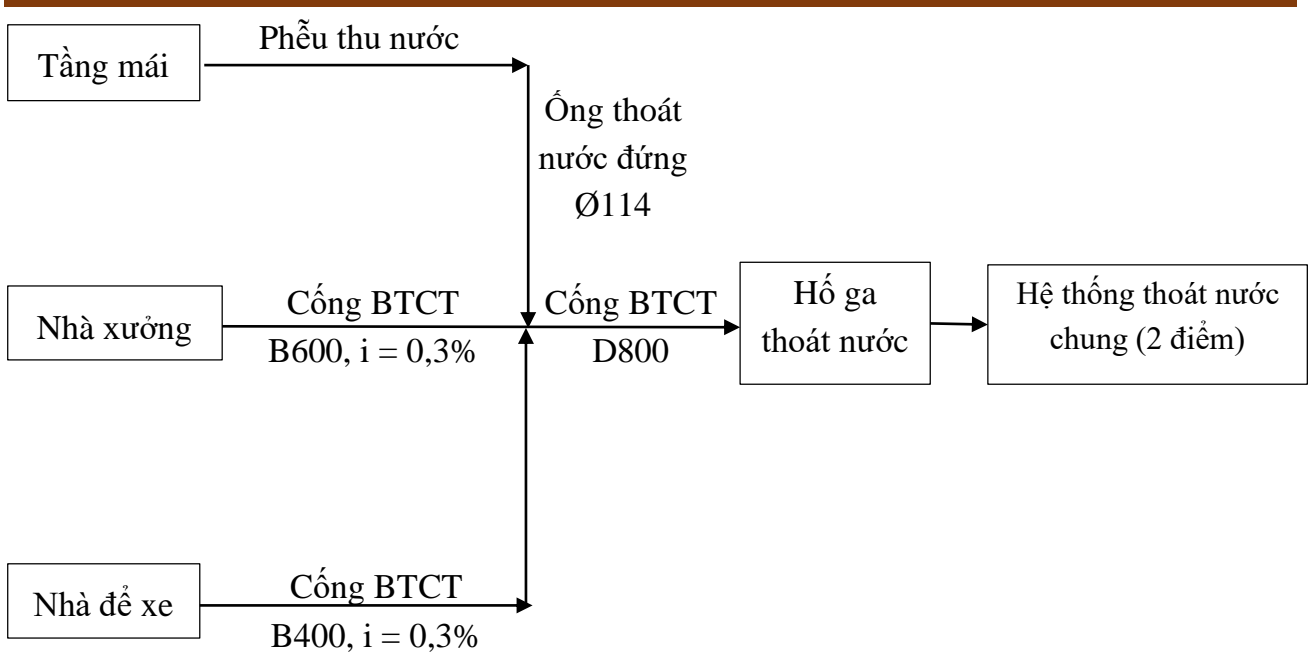 Phễu thu nước
Tầng mái
Ống thoát
nước đứng
Ø114
Nhà xưởng
Cống BTCT
B600, i = 0,3%
Cống BTCT
D800
Hố ga
thoát nước
Hệ thống thoát nước
chung (2 điểm)
Nhà để xe
Cống BTCT
B400, i = 0,3%